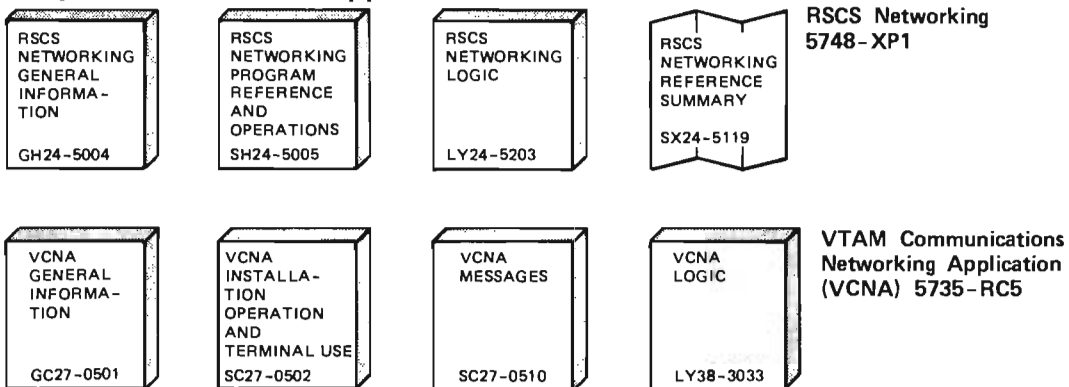 RSCS
NETWORKING
GENERAL
INFORMA-
TION
GH24-5004
RSCS
NETWORKING
PROGRAM
REFERENCE
AND
OPERATIONS
SH24-5005
RSCS
NETWORKING
LOGIC
LY24-5203
RSCS
NETWORKING
REFERENCE
SUMMARY
SX24-5119
RSCS Networking
5748-XP1
VCNA
GENERAL
INFORMA-
TION
GC27-0501
VCNA
INSTALLA-
TION
OPERATION
AND
TERMINAL USE
SC27-0502
VCNA
MESSAGES
SC27-0510
VCNA
LOGIC
LY38-3033
VTAM Communications
Networking Application
(VCNA) 5735-RC5